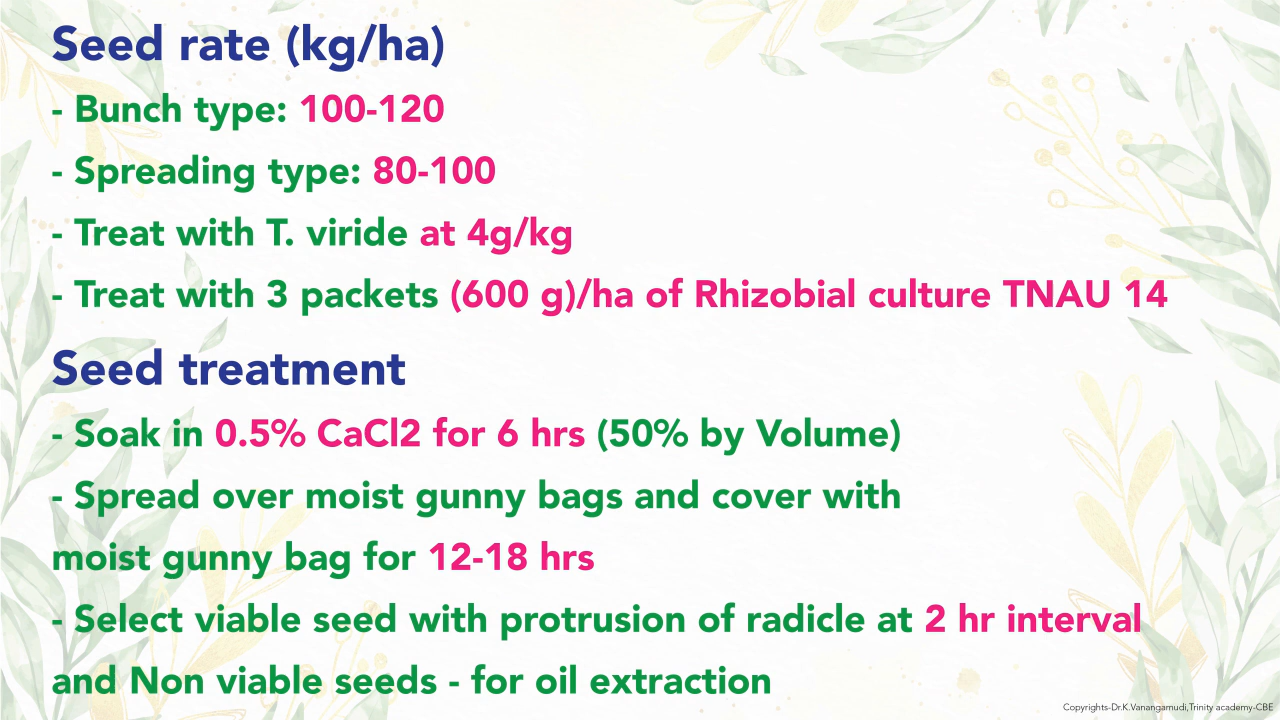 Seed rate (kg/ha)
- Bunch type: 100-120
- Spreading type: 80-100
- Treat with T. viride at 4g/kg
- Treat with 3 packets (600 g)/ha of Rhizobial culture TNAU 14
Seed treatment
- Soak in 0.5% CaCl2 for 6 hrs (50% by Volume)
- Spread over moist gunny bags and cover with
moist gunny bag for 12-18 hrs
- Select viable seed with protrusion of radicle at 2 hr interval
and Non viable seeds - for oil extraction
Copyrights-Dr.K.Vanangamudi,Trinity academy-CBE